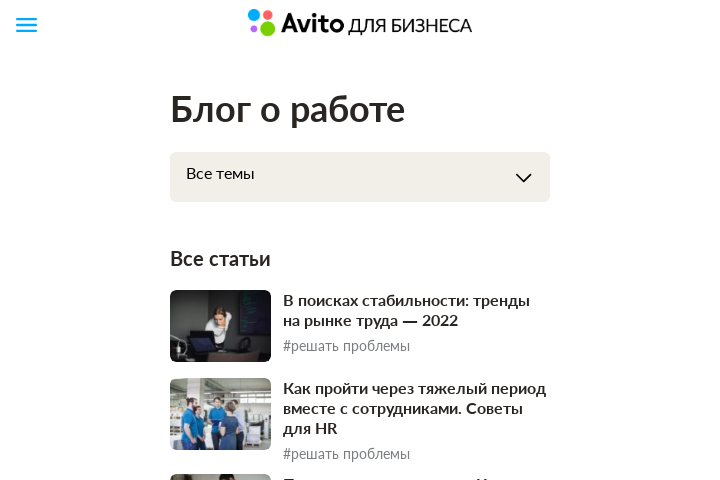 Avito ДЛЯ БИЗНЕСА
Блог о работе
Все темы
Все статьи
В поисках стабильности: тренды
на рынке труда — 2022
#решать проблемы
Как пройти через тяжелый период
вместе с сотрудниками. Советы
для HR
#решать проблемы